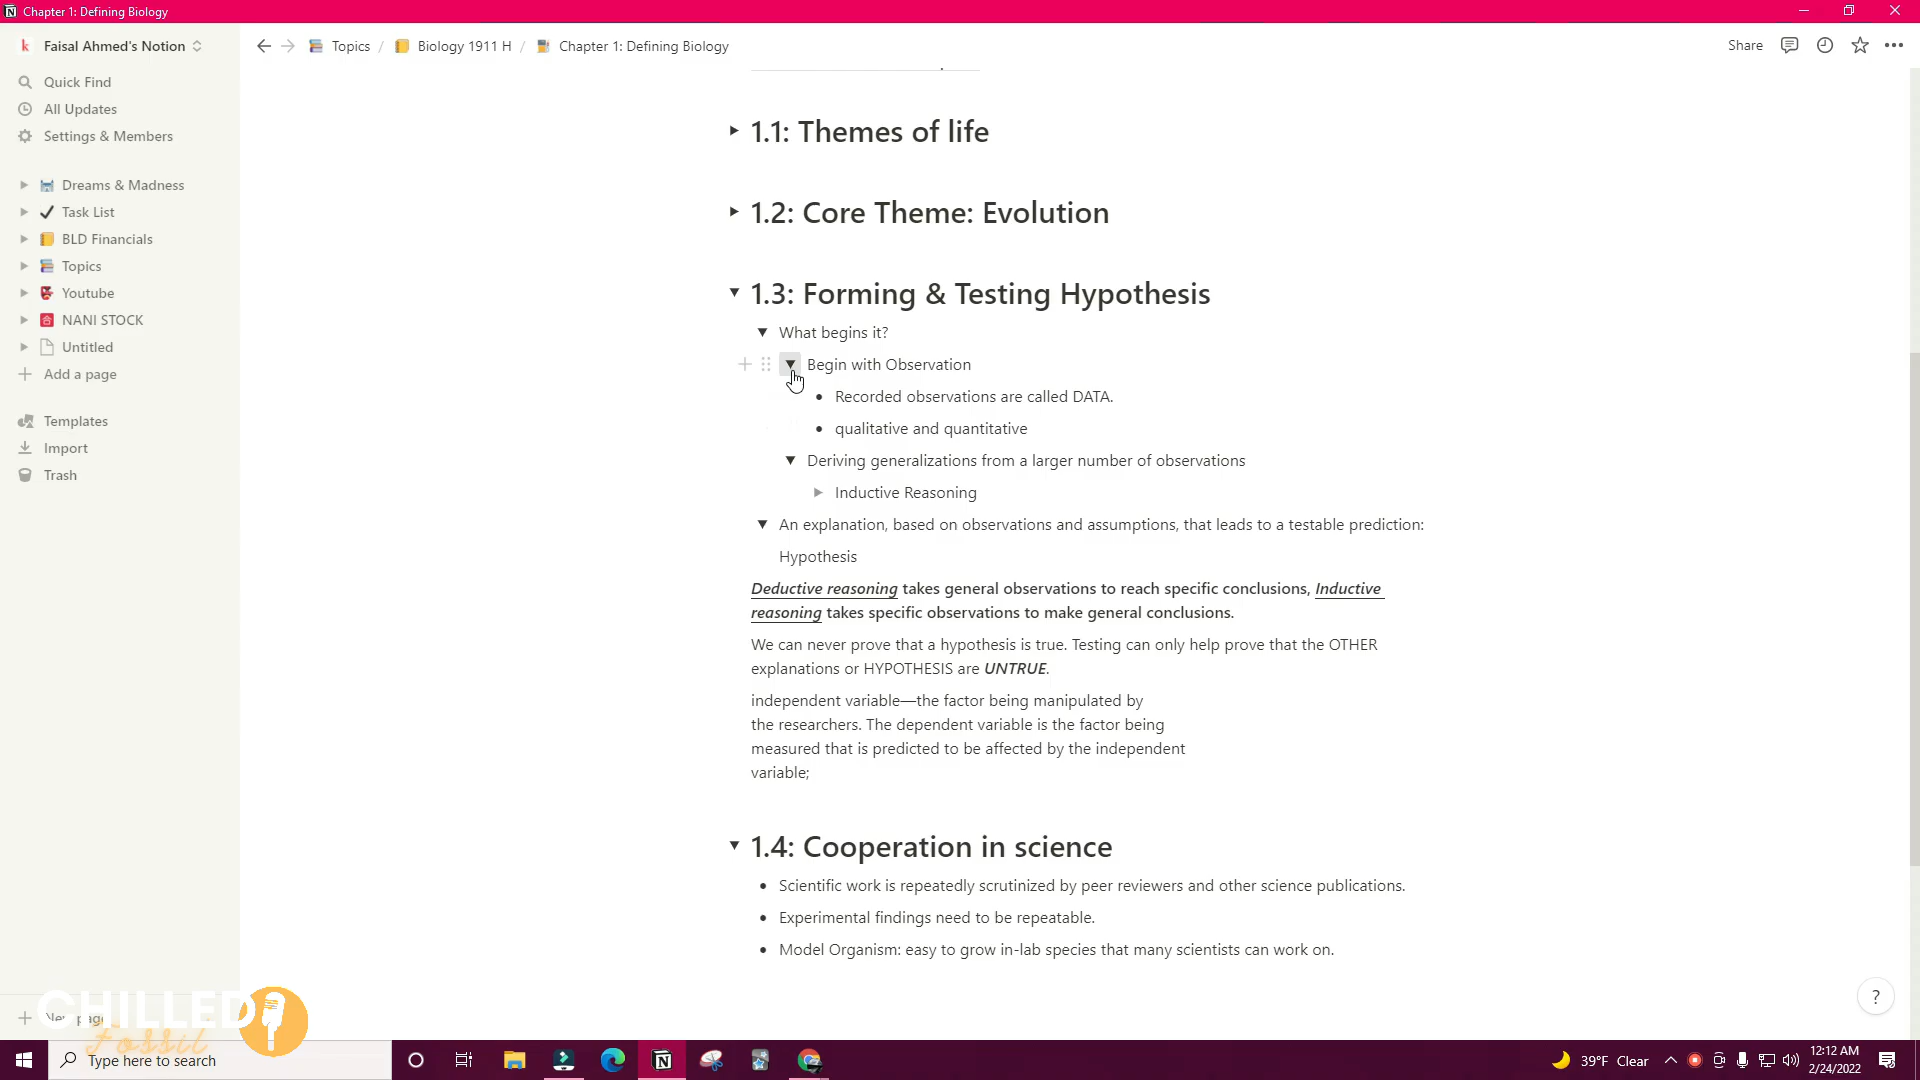 Chapter 1: Defining Biology
Faisal Ahmed's Notion
Topics / Biology 1911 H / Chapter 1: Defining Biology
Share
Quick Find
All Updates
Settings & Members
Dreams & Madness
Task List
BLD Financials
Topics
Youtube
NANI STOCK
Untitled
Add a page
Templates
Import
Trash
New page
1.1: Themes of life
1.2: Core Theme: Evolution
1.3: Forming & Testing Hypothesis
What begins it?
Begin with Observation
Recorded observations are called DATA.
qualitative and quantitative
Deriving generalizations from a larger number of observations
Inductive Reasoning
An explanation, based on observations and assumptions, that leads to a testable prediction:
Hypothesis
Deductive reasoning takes general observations to reach specific conclusions, Inductive
reasoning takes specific observations to make general conclusions.
We can never prove that a hypothesis is true. Testing can only help prove that the OTHER
explanations or HYPOTHESIS are UNTRUE.
independent variable—the factor being manipulated by
the researchers. The dependent variable is the factor being
measured that is predicted to be affected by the independent
variable;
1.4: Cooperation in science
Scientific work is repeatedly scrutinized by peer reviewers and other science publications.
Experimental findings need to be repeatable.
Model Organism: easy to grow in-lab species that many scientists can work on.
?
CHILLED
Fossil
Type here to search
39°F Clear
12:12 AM
2/24/2022